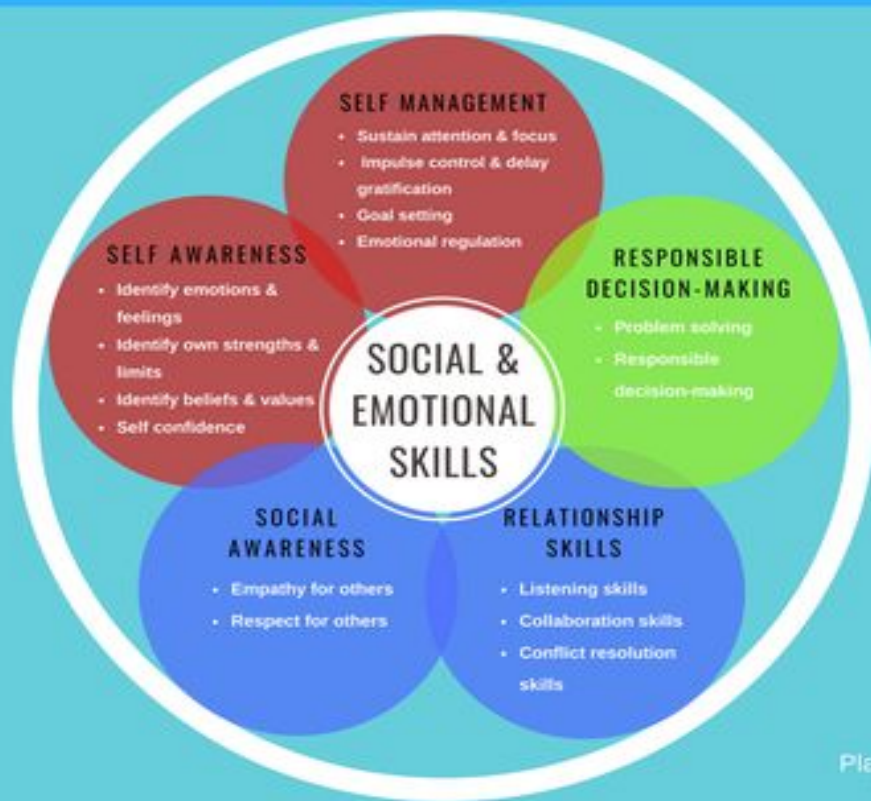 SELF MANAGEMENT
• Sustain attention & focus
• Impulse control & delay
gratification
• Goal setting
• Emotional regulation
SELF AWARENESS
• Identify emotions &
feelings
• Identify own strengths &
limits
• Identify beliefs & values
• Self confidence
RESPONSIBLE
DECISION-MAKING
• Problem solving
• Responsible
decision-making
SOCIAL &
EMOTIONAL
SKILLS
SOCIAL
AWARENESS
• Empathy for others
• Respect for others
RELATIONSHIP
SKILLS
• Listening skills
• Collaboration skills
• Conflict resolution
skills
Pla